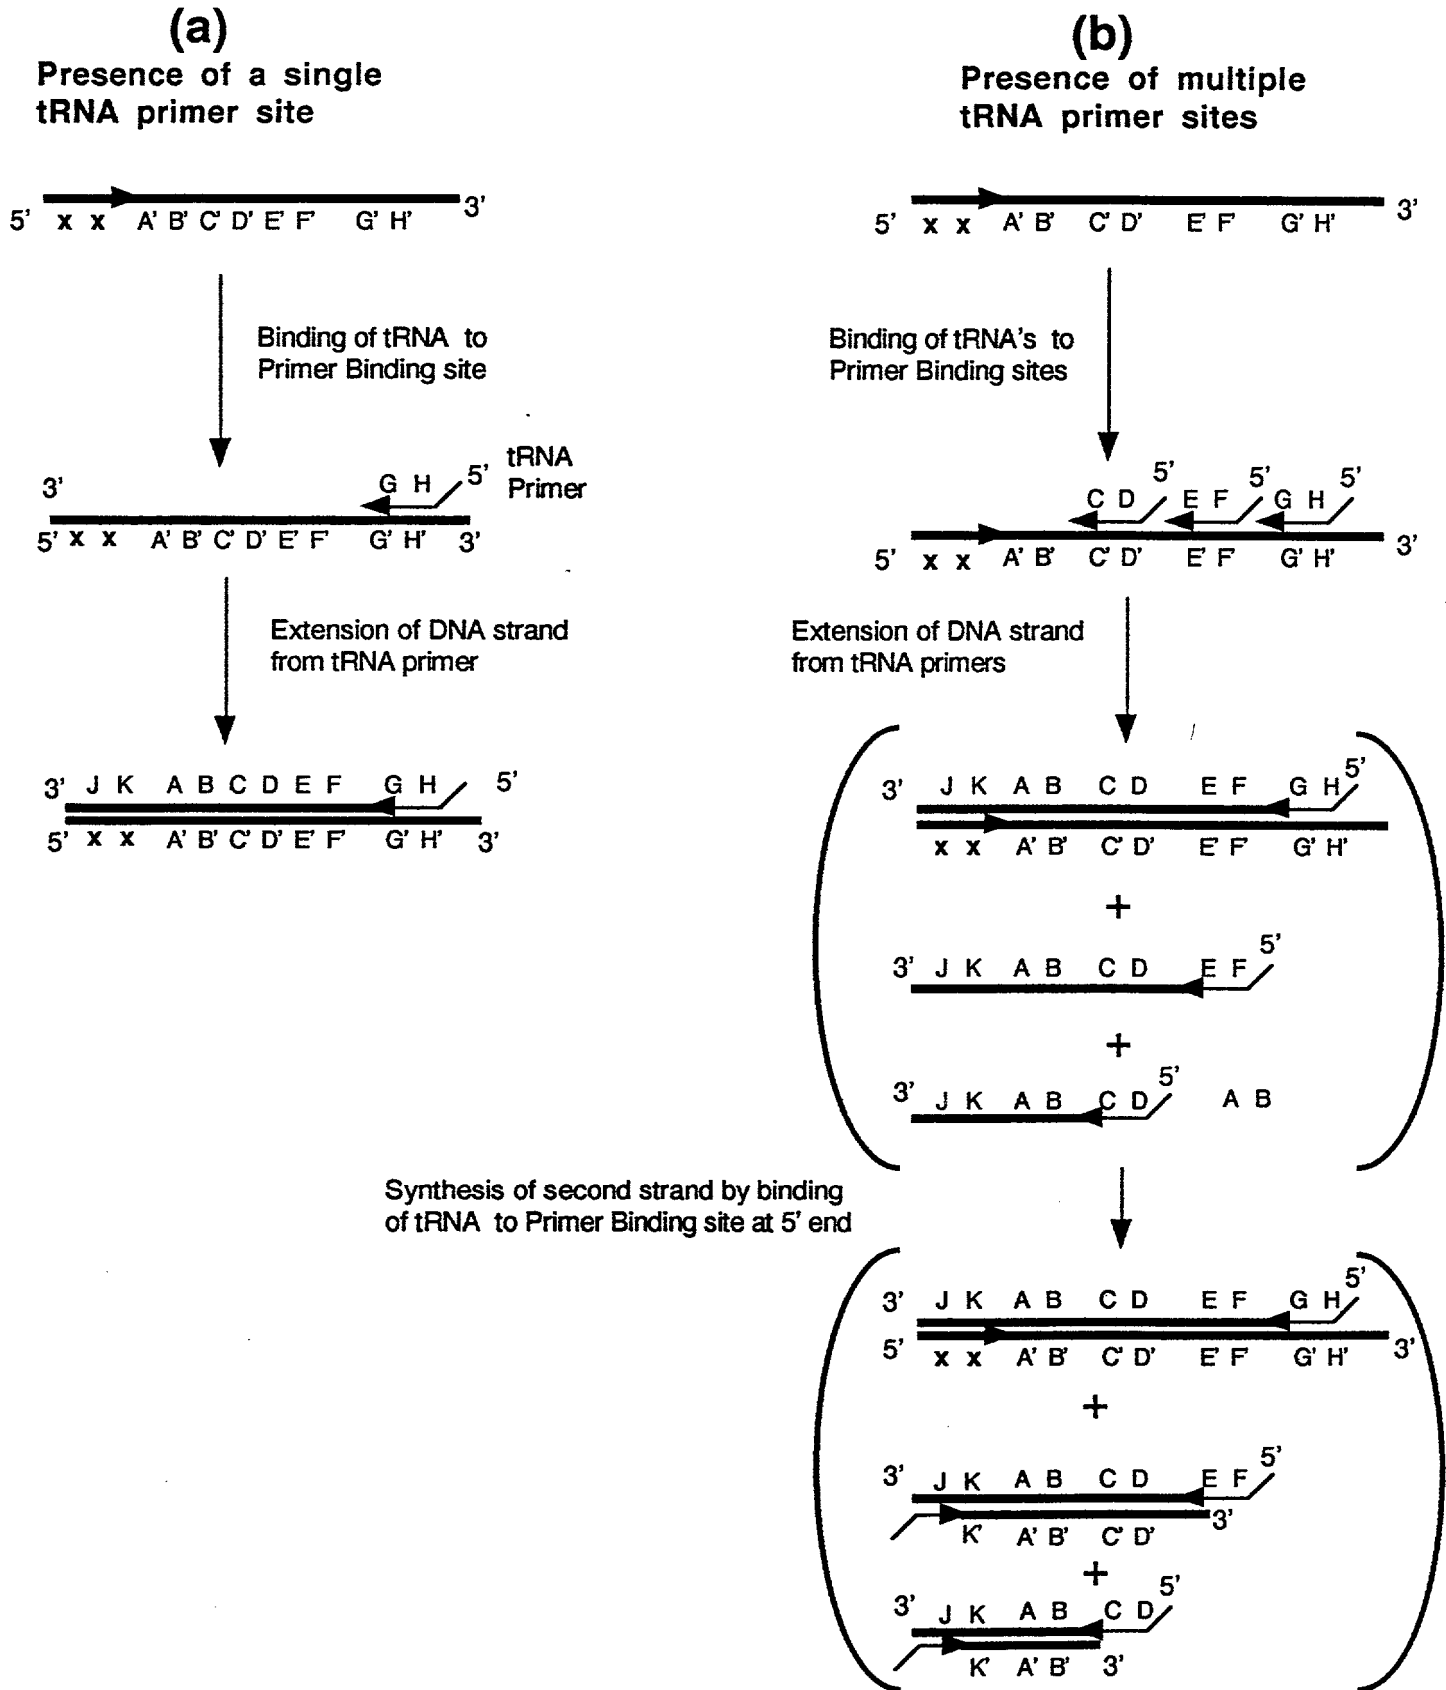 (a)
Presence of a single
tRNA primer site
5' x x A' B' C' D' E' F' G' H' 3'
Binding of tRNA to
Primer Binding site
3' G H 5' tRNA
Primer
5' x x A' B' C' D' E' F' G' H' 3'
Extension of DNA strand
from tRNA primer
3' J K A B C D E F G H 5'
5' x x A' B' C' D' E' F' G' H' 3'
(b)
Presence of multiple
tRNA primer sites
5' x x A' B' C' D' E' F' G' H' 3'
Binding of tRNA's to
Primer Binding sites
C D 5' E F 5' G H 5'
5' x x A' B' C' D' E' F' G' H' 3'
Extension of DNA strand
from tRNA primers
3' J K A B C D E F G H 5'
x x A' B' C' D' E' F' G' H'
+
3' J K A B C D E F 5'
+
3' J K A B C D 5' A B
Synthesis of second strand by binding
of tRNA to Primer Binding site at 5' end
3' J K A B C D E F G H 5'
5' x x A' B' C' D' E' F' G' H' 3'
+
3' J K A B C D E F 5'
K' A' B' C' D' 3'
+
3' J K A B C D 5'
K' A' B' 3'